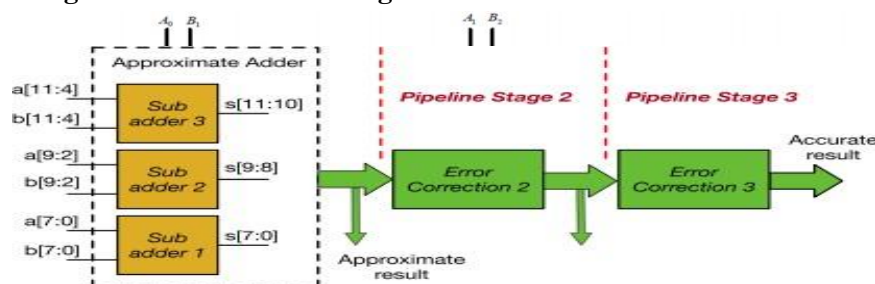 A₀ B₁
A₁ B₂
Approximate Adder
a[11:4]
b[11:4]
Sub
adder 3
s[11:10]
a[9:2]
b[9:2]
Sub
adder 2
s[9:8]
a[7:0]
b[7:0]
Sub
adder 1
s[7:0]
Pipeline Stage 2
Pipeline Stage 3
Error
Correction 2
Error
Correction 3
Accurate
result
Approximate
result